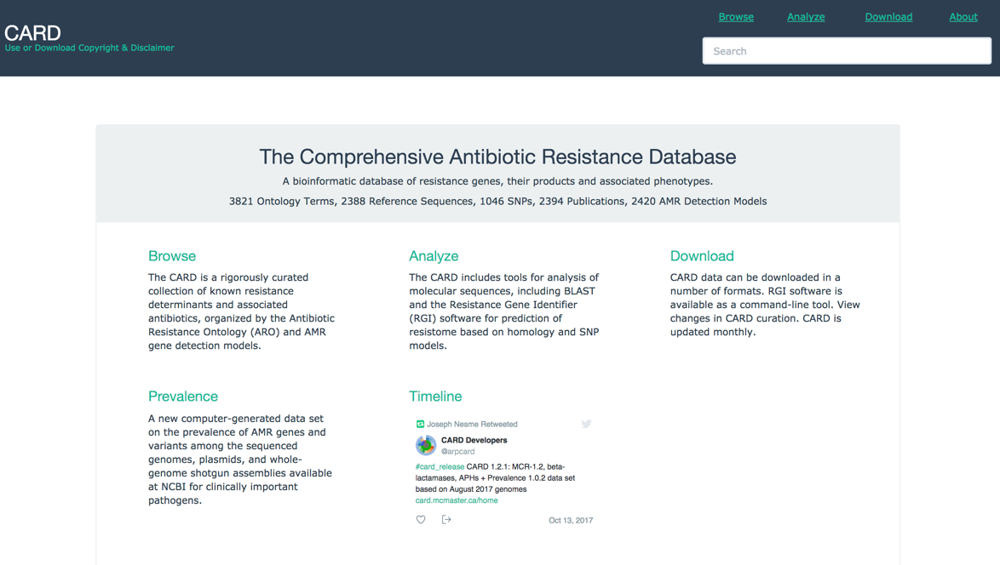 CARD
Use or Download Copyright & Disclaimer
Browse Analyze Download About
Search
The Comprehensive Antibiotic Resistance Database
A bioinformatic database of resistance genes, their products and associated phenotypes.
3821 Ontology Terms, 2388 Reference Sequences, 1046 SNPs, 2394 Publications, 2420 AMR Detection Models
Browse
The CARD is a rigorously curated
collection of known resistance
determinants and associated
antibiotics, organized by the Antibiotic
Resistance Ontology (ARO) and AMR
gene detection models.
Analyze
The CARD includes tools for analysis of
molecular sequences, including BLAST
and the Resistance Gene Identifier
(RGI) software for prediction of
resistome based on homology and SNP
models.
Download
CARD data can be downloaded in a
number of formats. RGI software is
available as a command-line tool. View
changes in CARD curation. CARD is
updated monthly.
Prevalence
A new computer-generated data set
on the prevalence of AMR genes and
variants among the sequenced
genomes, plasmids, and whole-
genome shotgun assemblies available
at NCBI for clinically important
pathogens.
Timeline
Joseph Nesme Retweeted
CARD Developers
@arpcard
#card_release CARD 1.2.1: MCR-1.2, beta-
lactamases, APHs + Prevalence 1.0.2 data set
based on August 2017 genomes
card.mcmaster.ca/home
Oct 13, 2017